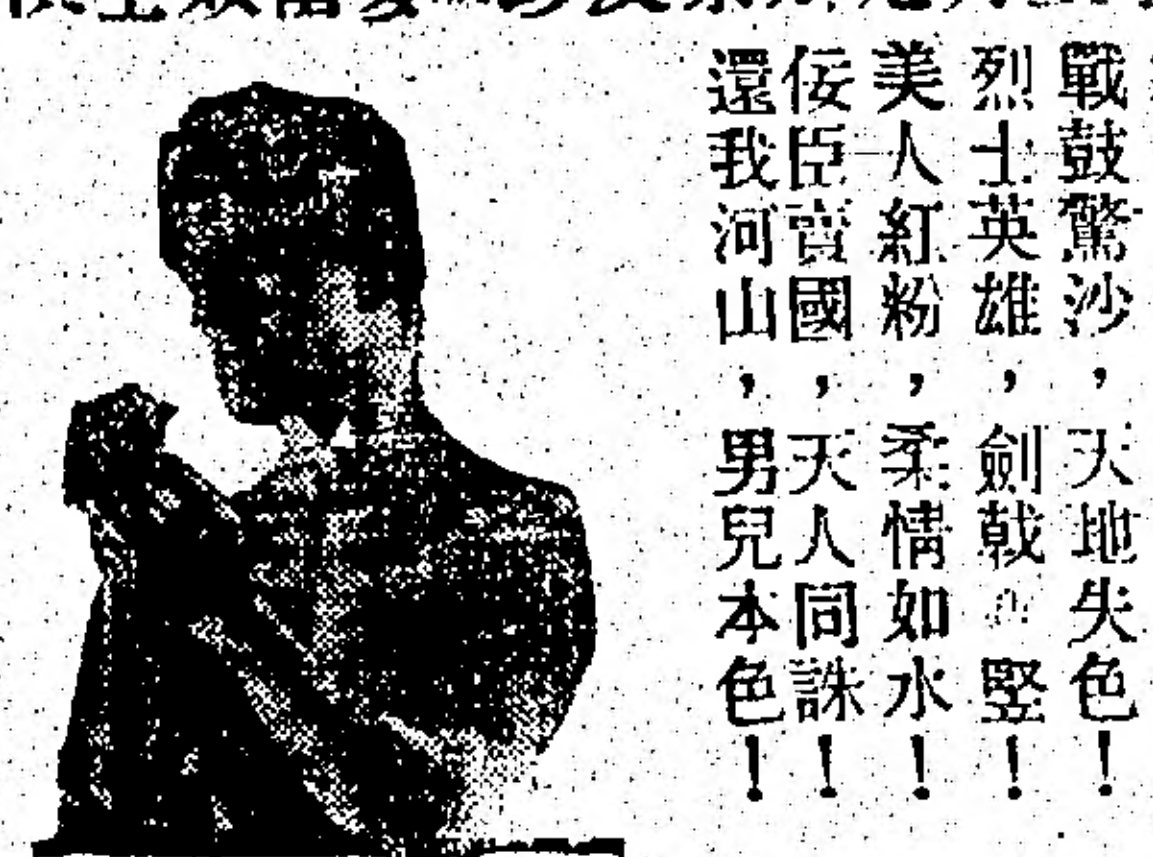 戰鼓驚沙，天地失色！
烈士英雄，劍戟豎！
美人紅粉，柔情如水！
佞臣賣國，天人同誅！
還我河山，男兒本色！